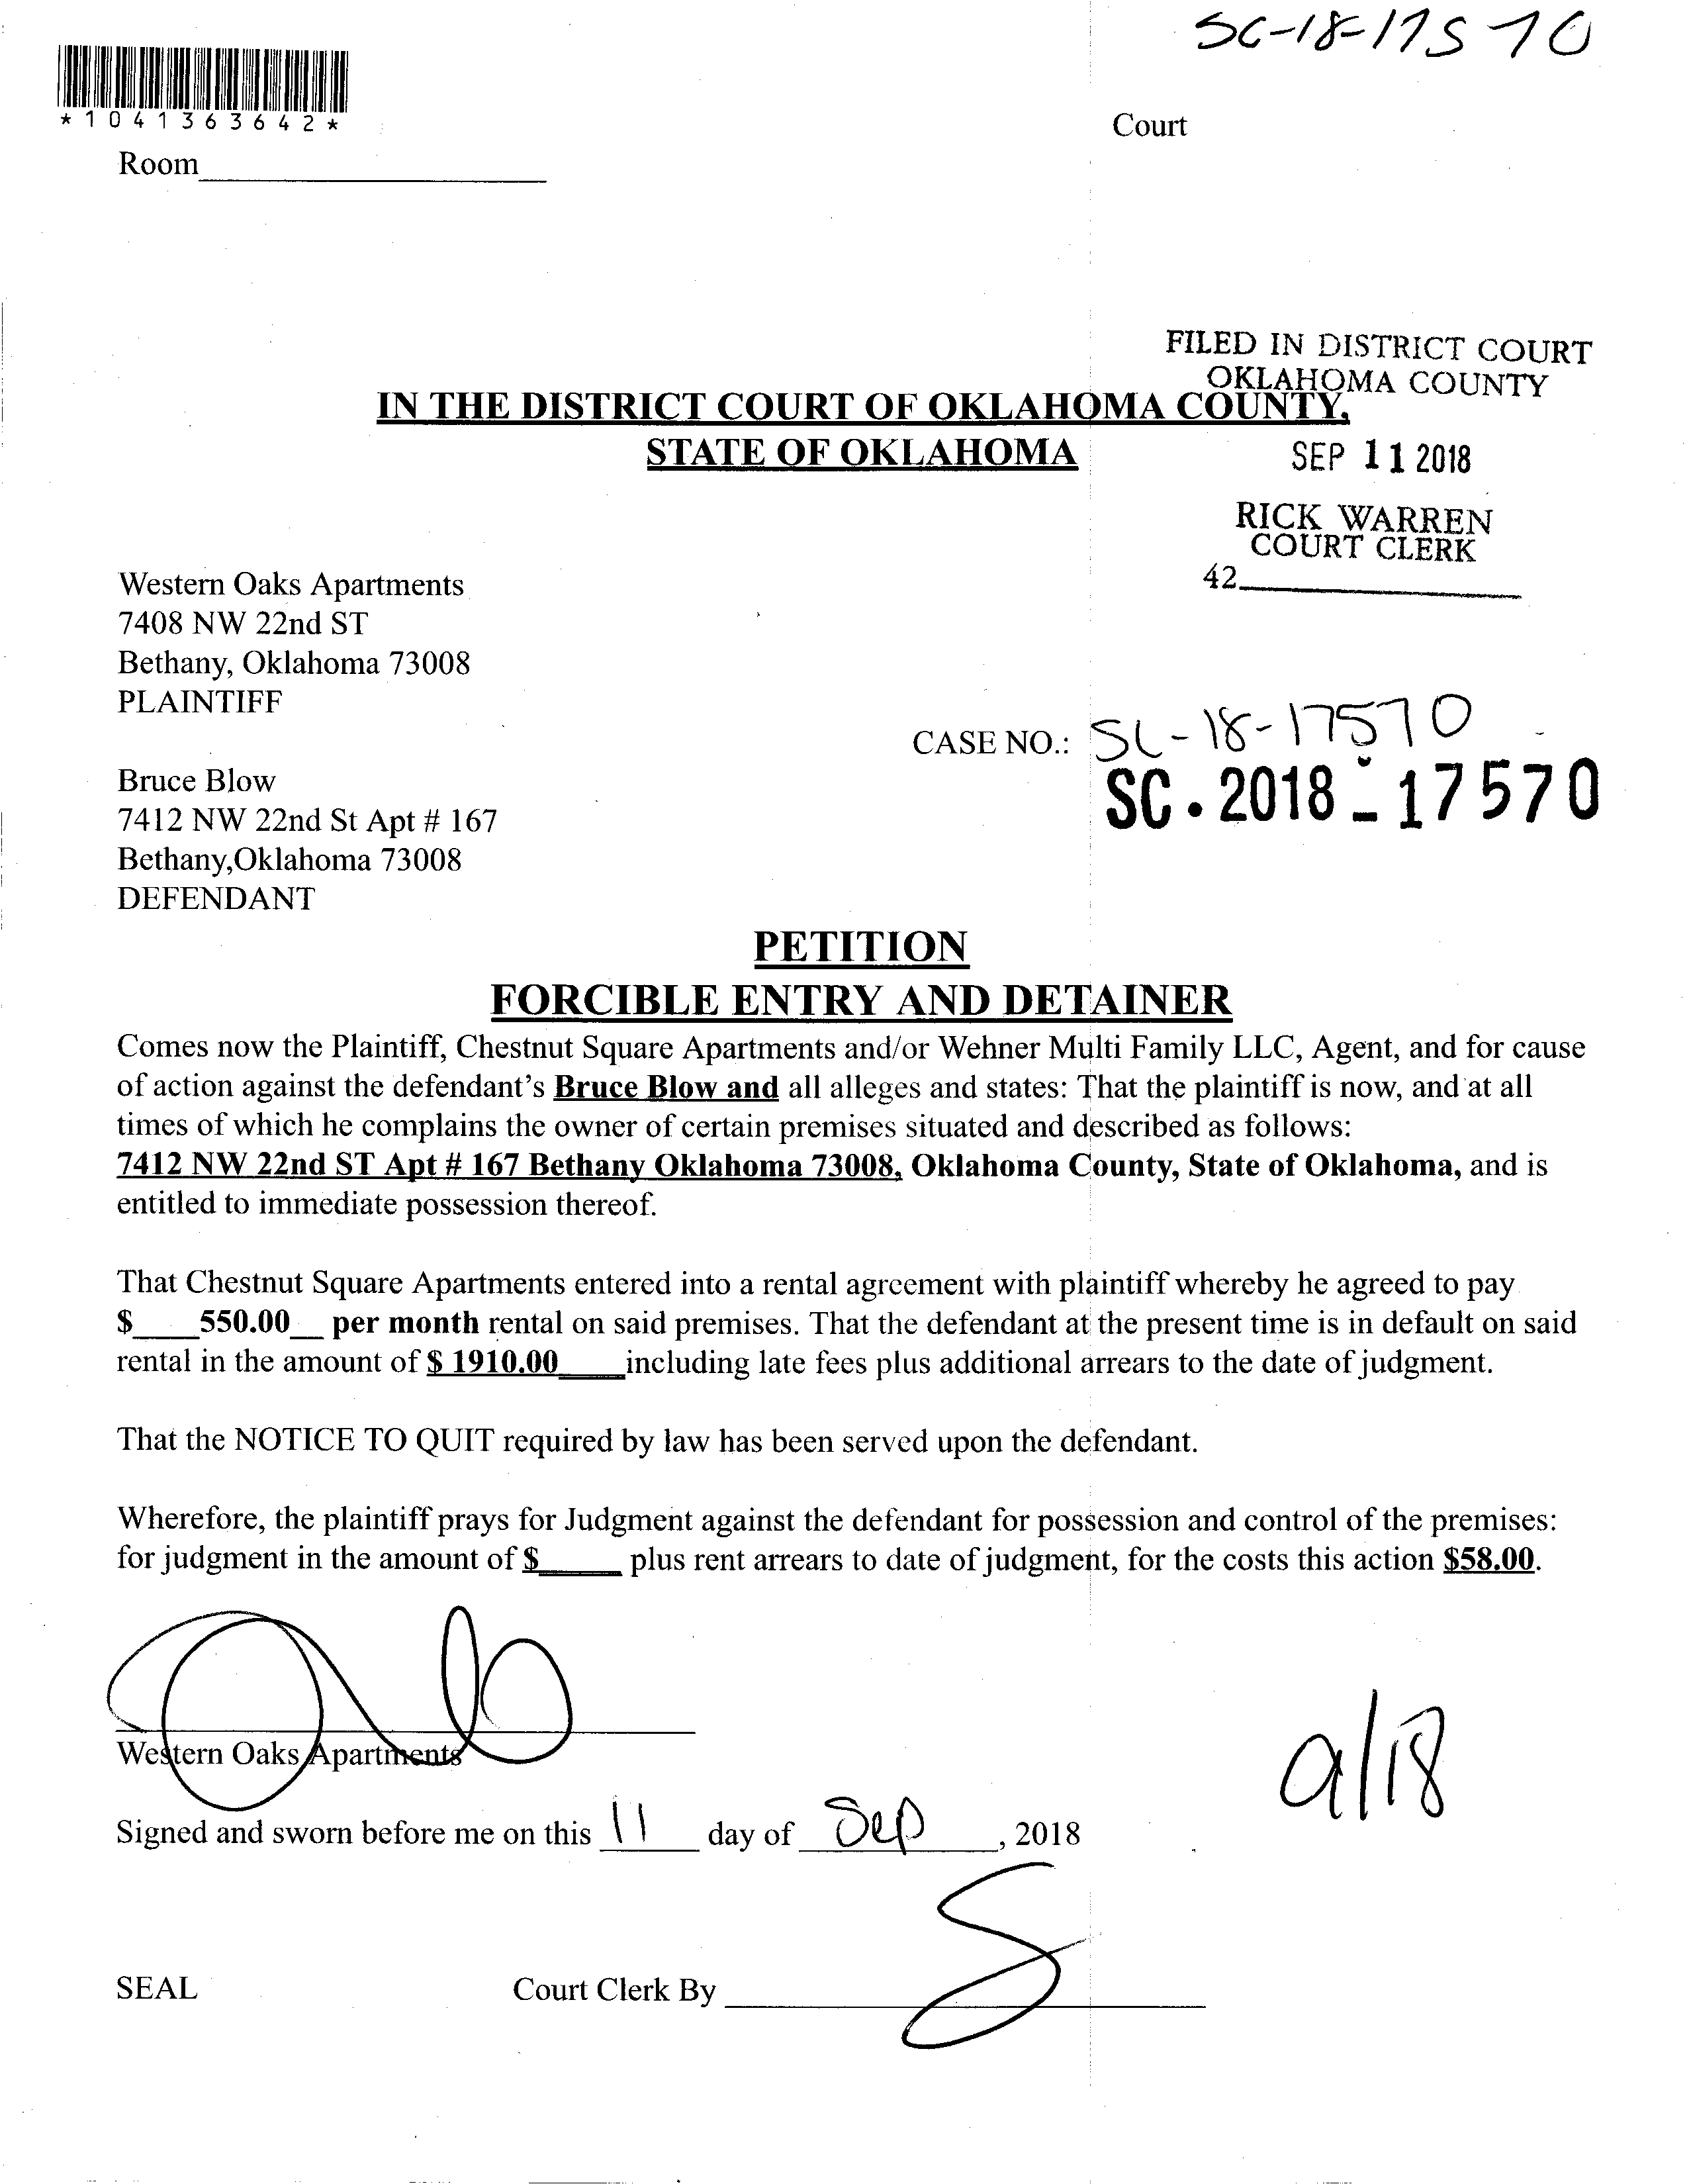 SC-18-17570
*1041363642*
Court
Room
FILED IN DISTRICT COURT
OKLAHOMA COUNTY
IN THE DISTRICT COURT OF OKLAHOMA COUNTY,
STATE OF OKLAHOMA
SEP 11 2018
RICK WARREN
COURT CLERK
42
Western Oaks Apartments
7408 NW 22nd ST
Bethany, Oklahoma 73008
PLAINTIFF
CASE NO.: SC-18-17570
SC-2018-17570
Bruce Blow
7412 NW 22nd St Apt # 167
Bethany,Oklahoma 73008
DEFENDANT
PETITION
FORCIBLE ENTRY AND DETAINER
Comes now the Plaintiff, Chestnut Square Apartments and/or Wehner Multi Family LLC, Agent, and for cause
of action against the defendant's Bruce Blow and all alleges and states: That the plaintiff is now, and at all
times of which he complains the owner of certain premises situated and described as follows:
7412 NW 22nd ST Apt # 167 Bethany Oklahoma 73008, Oklahoma County, State of Oklahoma, and is
entitled to immediate possession thereof.
That Chestnut Square Apartments entered into a rental agreement with plaintiff whereby he agreed to pay
$____550.00__ per month rental on said premises. That the defendant at the present time is in default on said
rental in the amount of $ 1910.00____including late fees plus additional arrears to the date of judgment.
That the NOTICE TO QUIT required by law has been served upon the defendant.
Wherefore, the plaintiff prays for Judgment against the defendant for possession and control of the premises:
for judgment in the amount of $_____ plus rent arrears to date of judgment, for the costs this action $58.00.
Western Oaks Apartments
9/18
Signed and sworn before me on this 11 day of Sep, 2018
SEAL
Court Clerk By